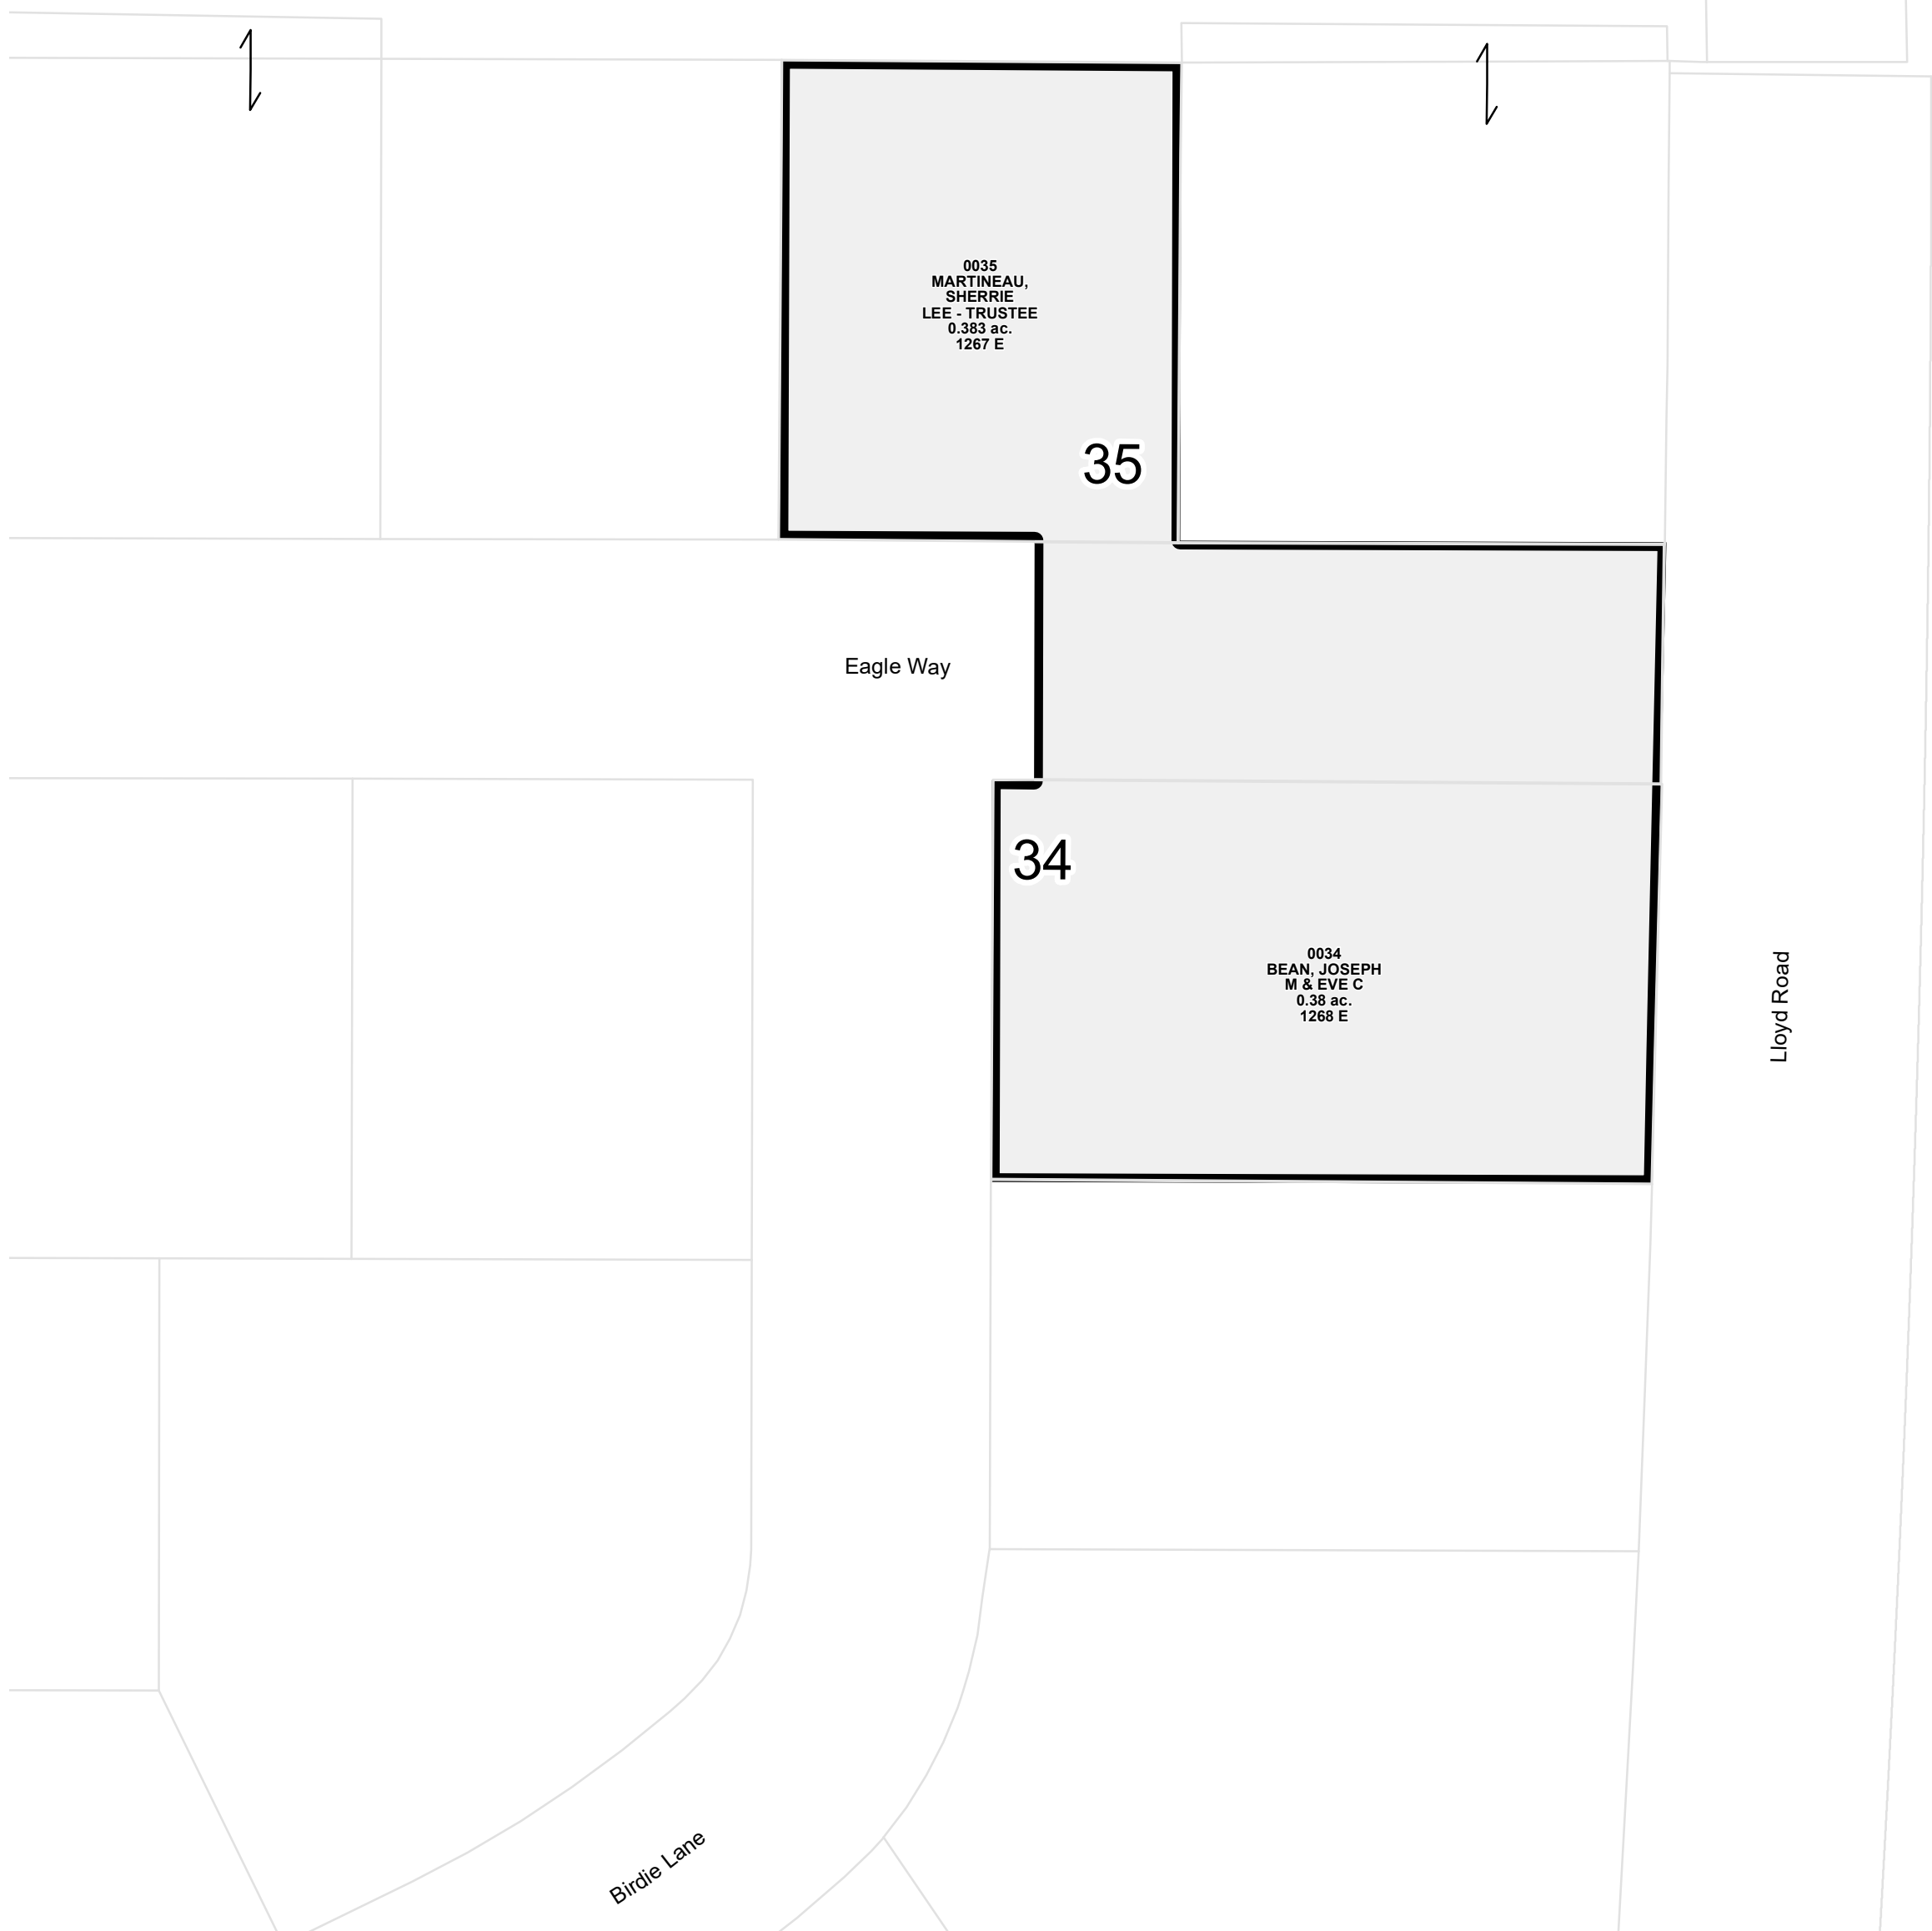 0035
MARTINEAU,
SHERRIE
LEE - TRUSTEE
0.383 ac.
1267 E
35
Eagle Way
34
0034
BEAN, JOSEPH
M & EVE C
0.38 ac.
1268 E
Lloyd Road
Birdie Lane